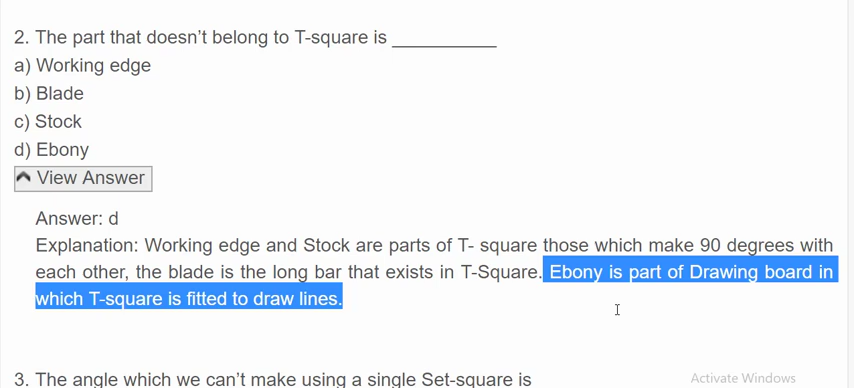 2. The part that doesn’t belong to T-square is ___________
a) Working edge
b) Blade
c) Stock
d) Ebony
View Answer
Answer: d
Explanation: Working edge and Stock are parts of T- square those which make 90 degrees with
each other, the blade is the long bar that exists in T-Square. Ebony is part of Drawing board in
which T-square is fitted to draw lines.
3. The angle which we can’t make using a single Set-square is
Activate Windows